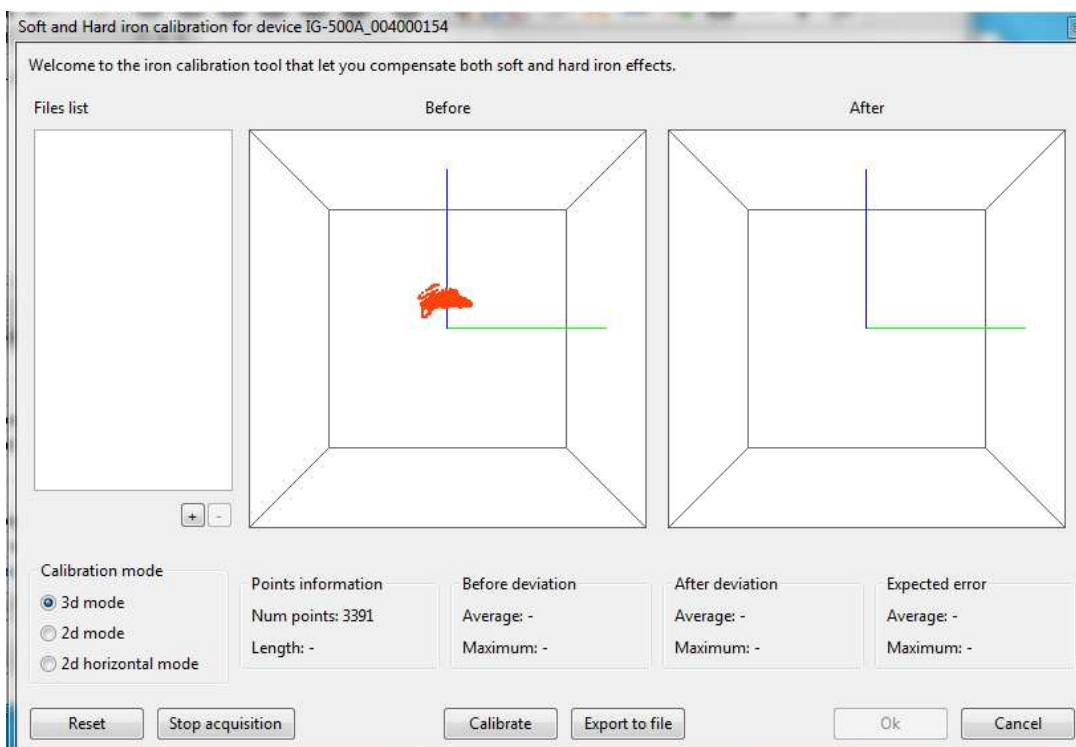 Soft and Hard iron calibration for device IG-500A_004000154
Welcome to the iron calibration tool that let you compensate both soft and hard iron effects.
Files list
Before
After
+
-
Calibration mode
3d mode
2d mode
2d horizontal mode
Points information
Num points: 3391
Length: -
Before deviation
Average: -
Maximum: -
After deviation
Average: -
Maximum: -
Expected error
Average: -
Maximum: -
Reset
Stop acquisition
Calibrate
Export to file
Ok
Cancel